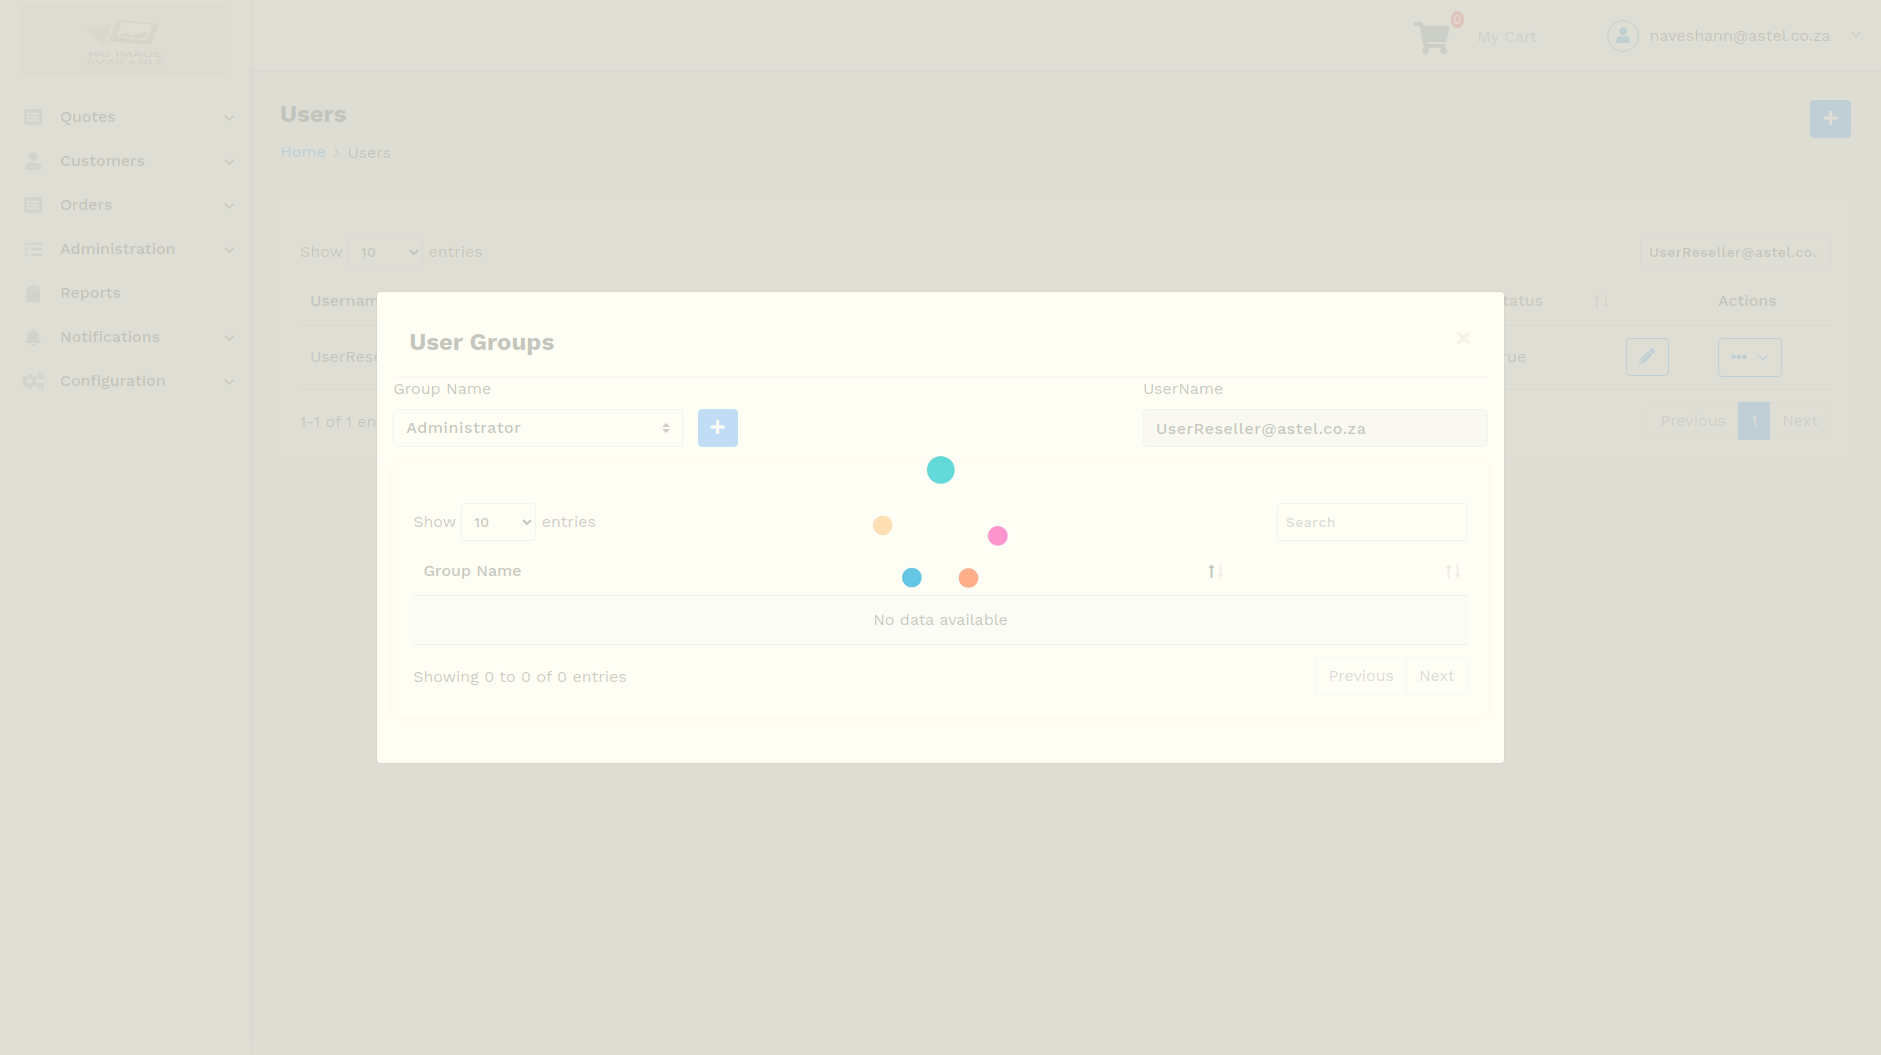 NO IMAGE
AVAILABLE
0
My Cart
naveshann@astel.co.za
Quotes
Customers
Orders
Administration
Reports
Notifications
Configuration
Users
Home > Users
Show 10 entries
UserReseller@astel.co.
Usernam
tatus
Actions
UserRese
rue
1-1 of 1 en
Previous 1 Next
User Groups
×
Group Name
UserName
Administrator
UserReseller@astel.co.za
Show 10 entries
Search
Group Name
No data available
Showing 0 to 0 of 0 entries
Previous Next